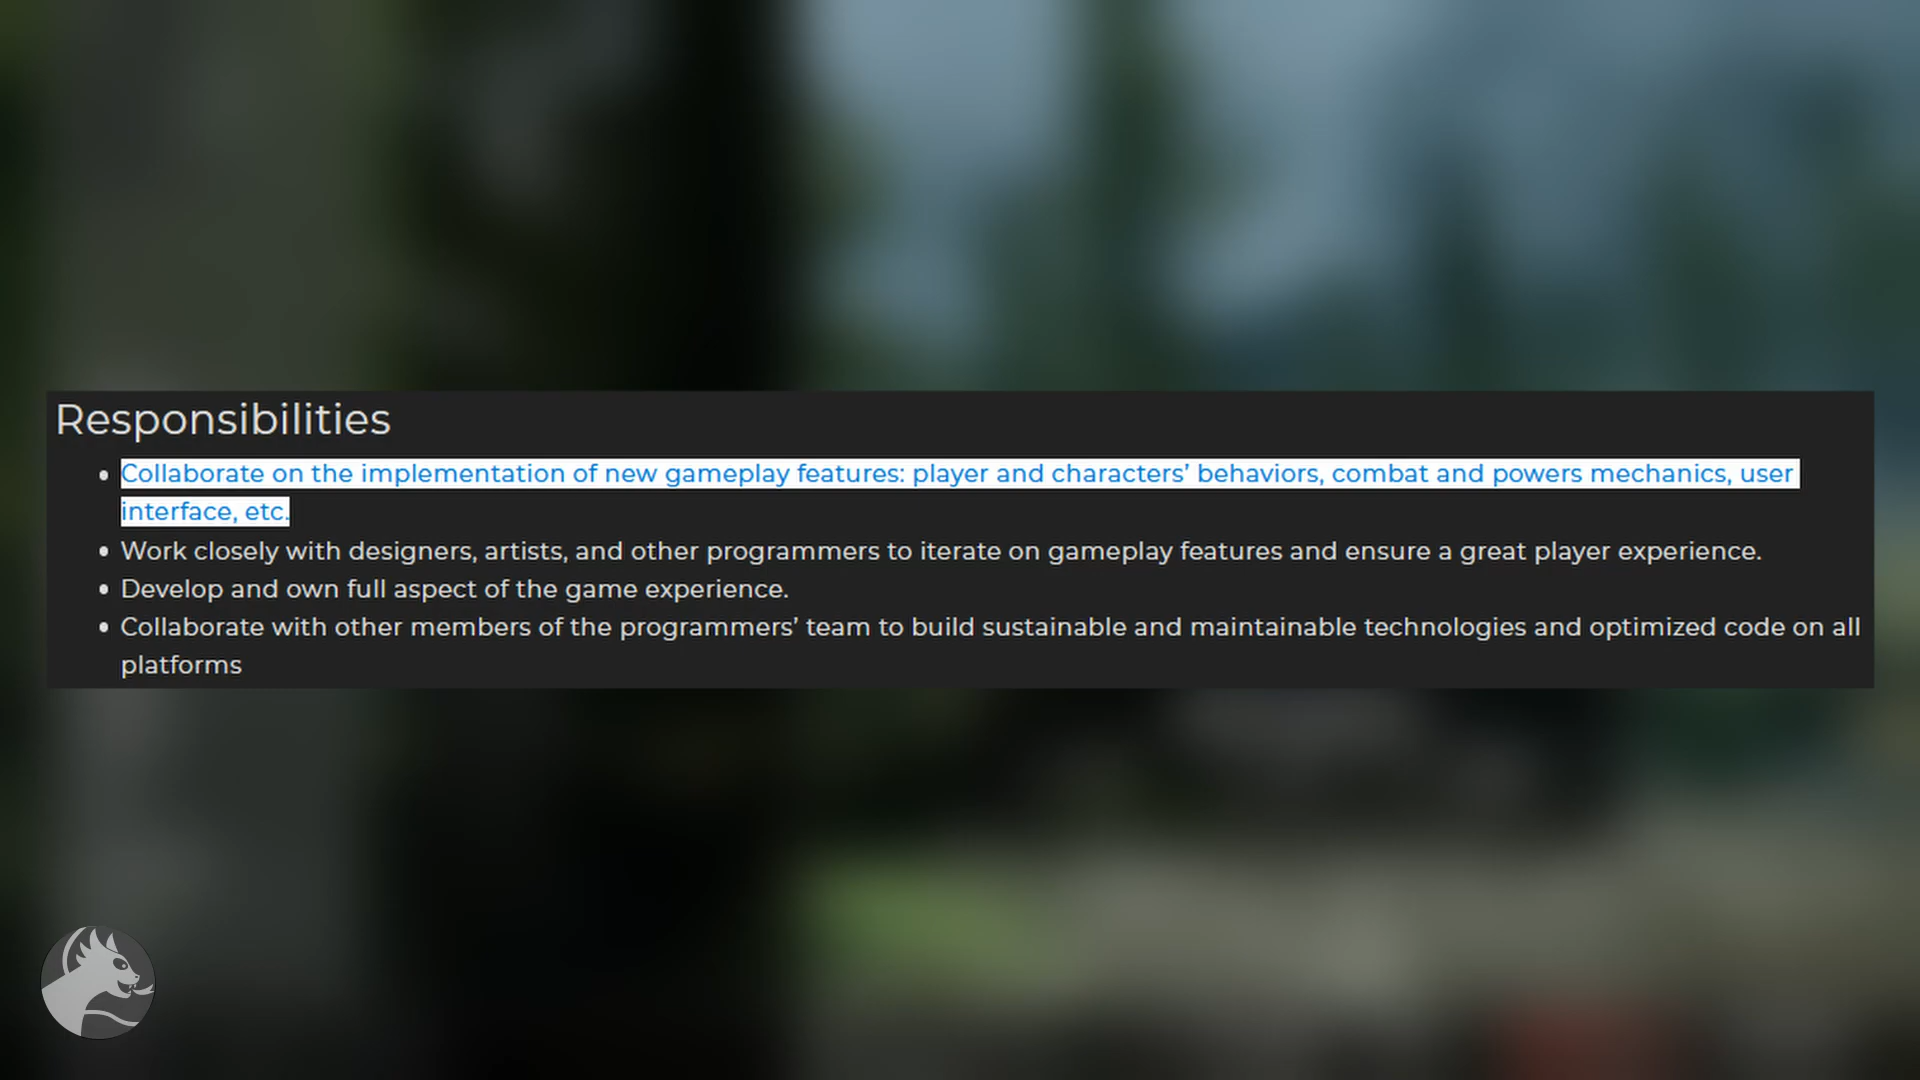 Responsibilities
Collaborate on the implementation of new gameplay features: player and characters’ behaviors, combat and powers mechanics, user
interface, etc.
Work closely with designers, artists, and other programmers to iterate on gameplay features and ensure a great player experience.
Develop and own full aspect of the game experience.
Collaborate with other members of the programmers’ team to build sustainable and maintainable technologies and optimized code on all
platforms